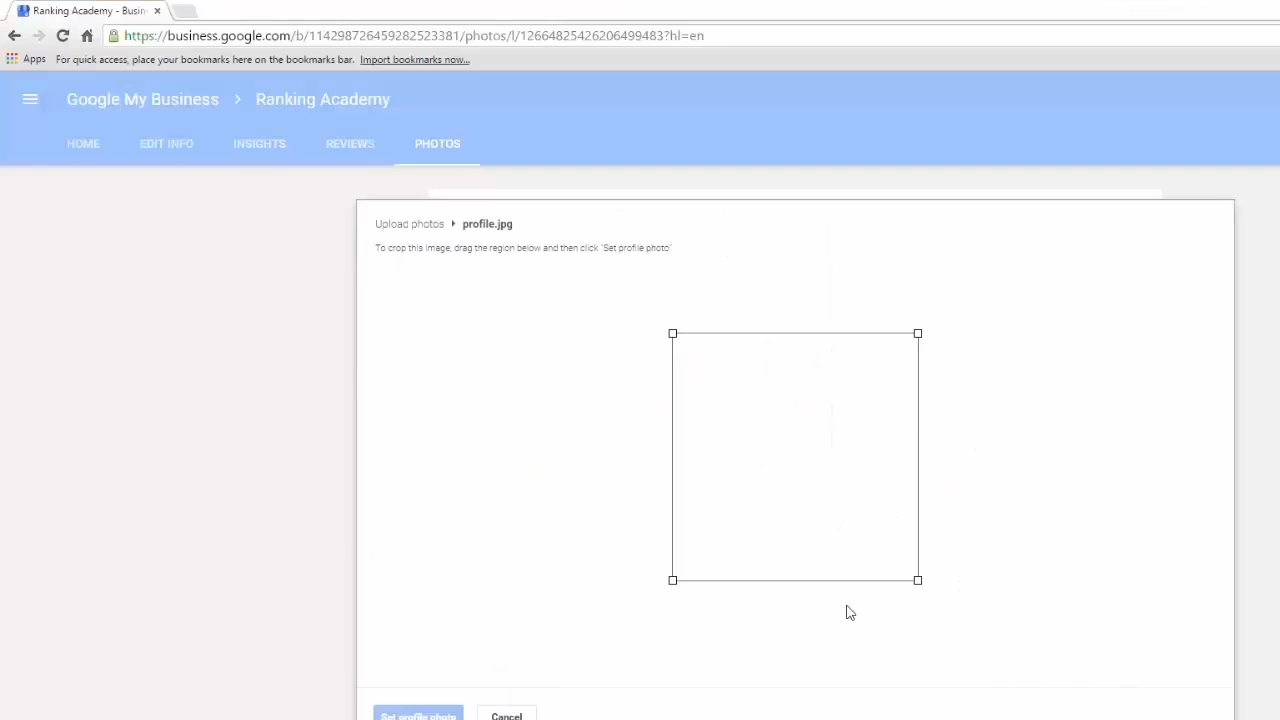 Ranking Academy - Busin
https://business.google.com/b/114298726459282523381/photos/l/12664825426206499483?hl=en
Apps For quick access, place your bookmarks here on the bookmarks bar. Import bookmarks now...
Google My Business > Ranking Academy
HOME EDIT INFO INSIGHTS REVIEWS PHOTOS
Upload photos ▸ profile.jpg
To crop this image, drag the region below and then click 'Set profile photo'
Set profile photo Cancel